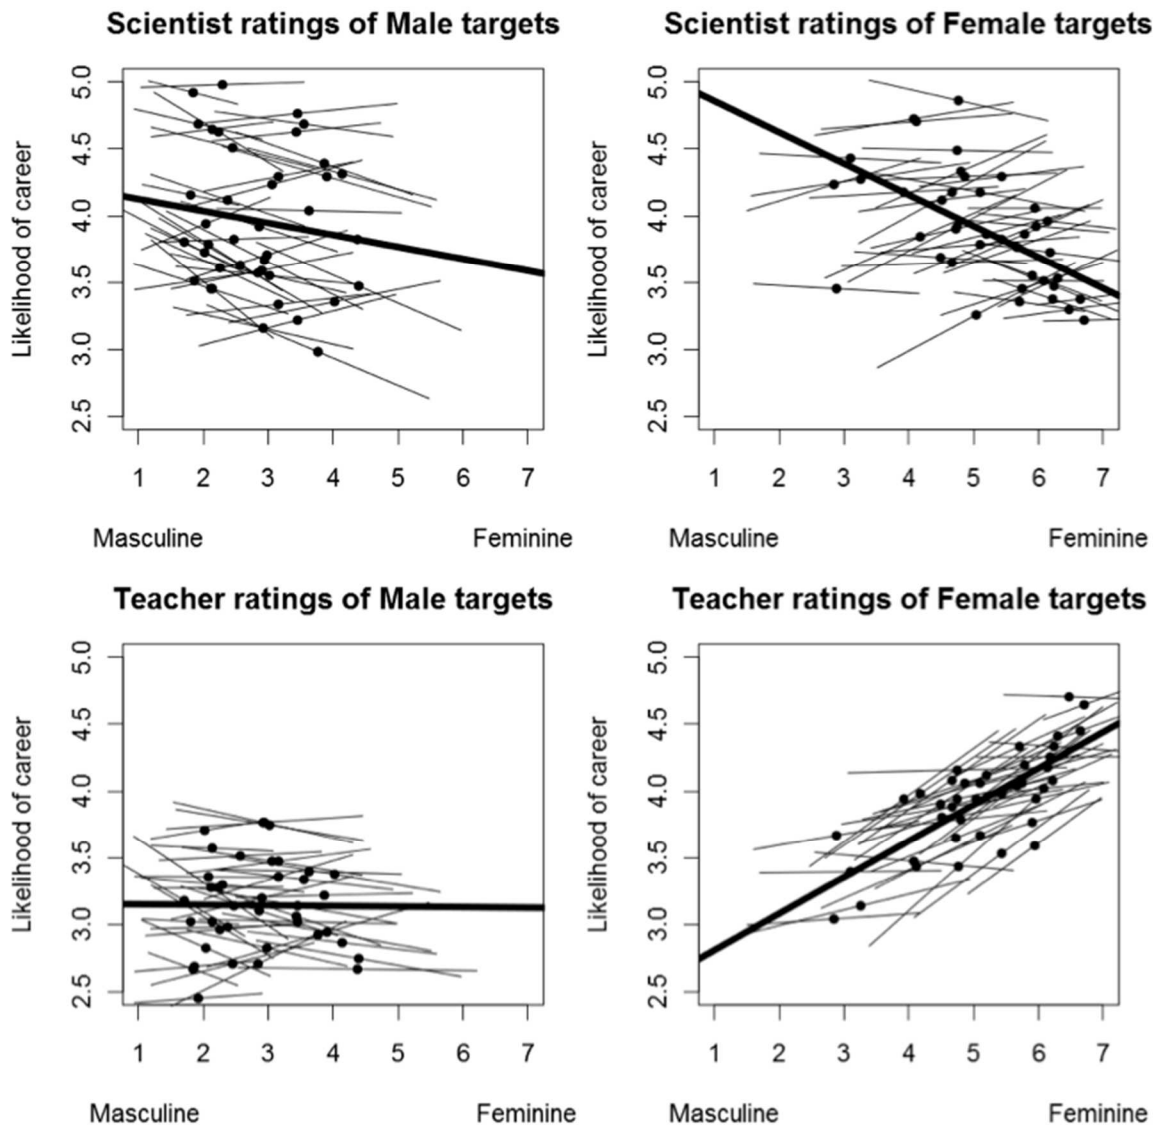 Scientist ratings of Male targets
Likelihood of career
5.0
4.5
4.0
3.5
3.0
2.5
1 2 3 4 5 6 7
Masculine Feminine
Scientist ratings of Female targets
Likelihood of career
5.0
4.5
4.0
3.5
3.0
2.5
1 2 3 4 5 6 7
Masculine Feminine
Teacher ratings of Male targets
Likelihood of career
5.0
4.5
4.0
3.5
3.0
2.5
1 2 3 4 5 6 7
Masculine Feminine
Teacher ratings of Female targets
Likelihood of career
5.0
4.5
4.0
3.5
3.0
2.5
1 2 3 4 5 6 7
Masculine Feminine